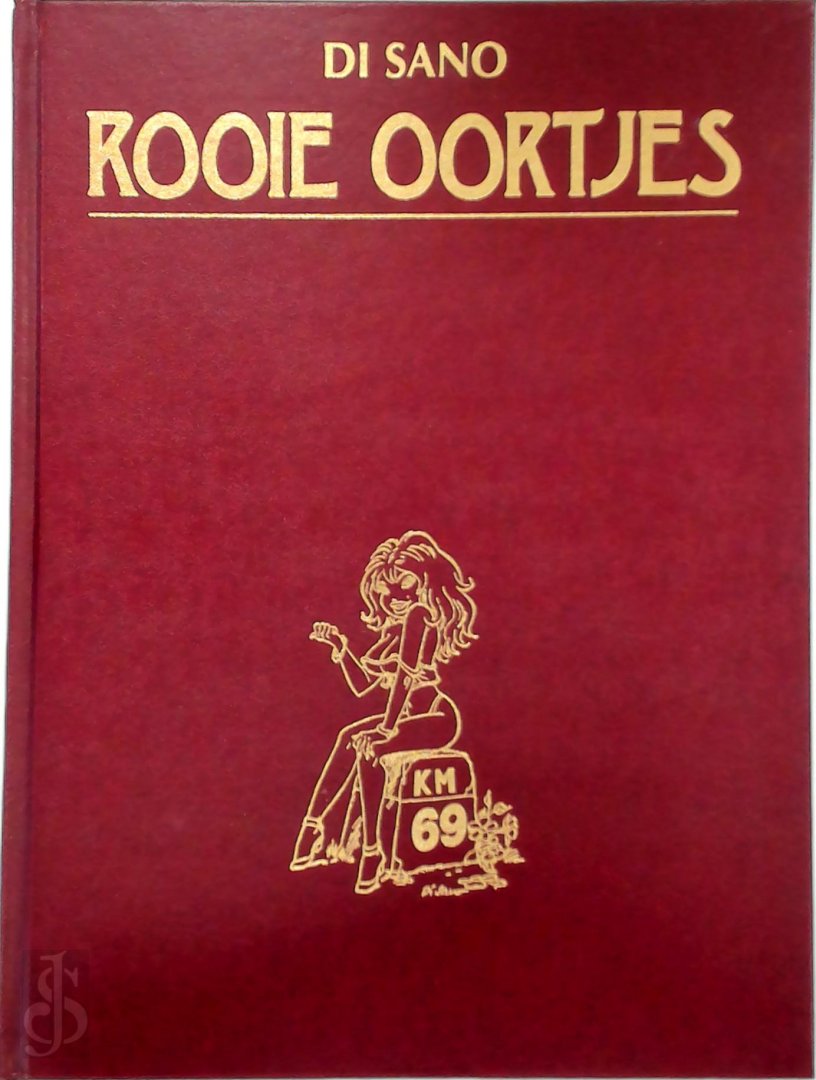 DI SANO
ROOIE OORTJES
KM
69